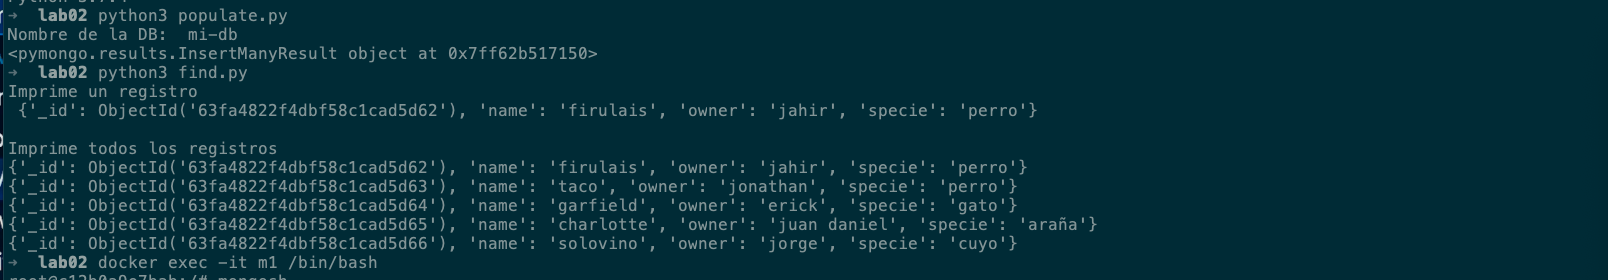 ➜  lab02 python3 populate.py
Nombre de la DB:  mi-db
<pymongo.results.InsertManyResult object at 0x7ff62b517150>
➜  lab02 python3 find.py
Imprime un registro
 {'_id': ObjectId('63fa4822f4dbf58c1cad5d62'), 'name': 'firulais', 'owner': 'jahir', 'specie': 'perro'}

Imprime todos los registros
{'_id': ObjectId('63fa4822f4dbf58c1cad5d62'), 'name': 'firulais', 'owner': 'jahir', 'specie': 'perro'}
{'_id': ObjectId('63fa4822f4dbf58c1cad5d63'), 'name': 'taco', 'owner': 'jonathan', 'specie': 'perro'}
{'_id': ObjectId('63fa4822f4dbf58c1cad5d64'), 'name': 'garfield', 'owner': 'erick', 'specie': 'gato'}
{'_id': ObjectId('63fa4822f4dbf58c1cad5d65'), 'name': 'charlotte', 'owner': 'juan daniel', 'specie': 'araña'}
{'_id': ObjectId('63fa4822f4dbf58c1cad5d66'), 'name': 'solovino', 'owner': 'jorge', 'specie': 'cuyo'}
➜  lab02 docker exec -it m1 /bin/bash